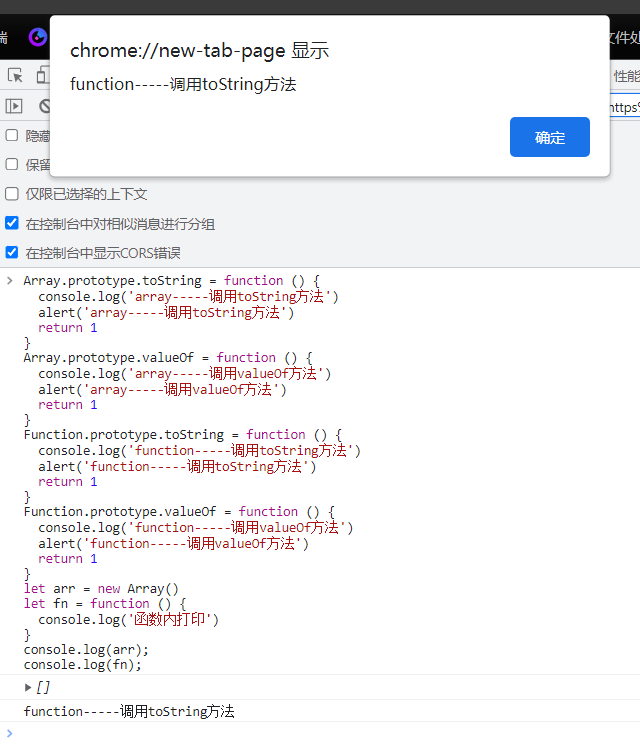 chrome://new-tab-page 显示
function-----调用toString方法
确定
端
文件处
性能
https%
隐藏
保留
仅限已选择的上下文
在控制台中对相似消息进行分组
在控制台中显示CORS错误
> Array.prototype.toString = function () {
console.log('array-----调用toString方法')
alert('array-----调用toString方法')
return 1
}
Array.prototype.valueOf = function () {
console.log('array-----调用valueOf方法')
alert('array-----调用valueOf方法')
return 1
}
Function.prototype.toString = function () {
console.log('function-----调用toString方法')
alert('function-----调用toString方法')
return 1
}
Function.prototype.valueOf = function () {
console.log('function-----调用valueOf方法')
alert('function-----调用valueOf方法')
return 1
}
let arr = new Array()
let fn = function () {
console.log('函数内打印')
}
console.log(arr);
console.log(fn);
▶ []
function-----调用toString方法
>